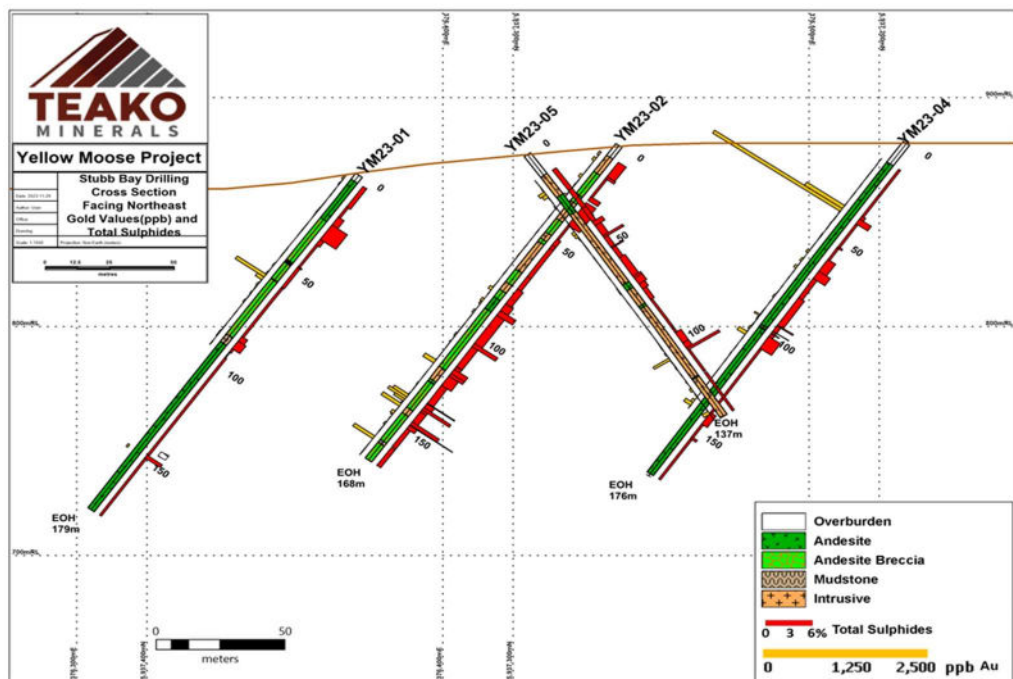 TEAKO
MINERALS
Yellow Moose Project
Stubb Bay Drilling
Cross Section
Facing Northeast
Gold Values(ppb) and
Total Sulphides
metres
YM23-01
YM23-05
YM23-02
YM23-04
0
0
0
0
50
50
50
50
100
100
100
100
150
150
150
EOH
179m
EOH
168m
EOH
137m
EOH
176m
0 50
meters
Overburden
Andesite
Andesite Breccia
Mudstone
Intrusive
0 3 6% Total Sulphides
0 1,250 2,500 ppb Au